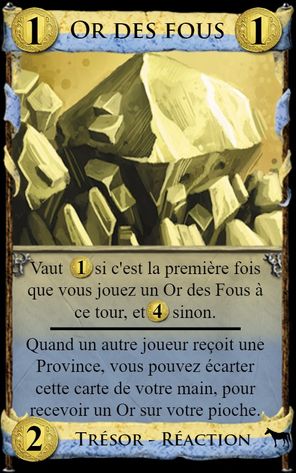 1 OR DES FOUS 1
Vaut 1 si c'est la première fois
que vous jouez un Or des Fous à
ce tour, et 4 sinon.
Quand un autre joueur reçoit une
Province, vous pouvez écarter
cette carte de votre main, pour
recevoir un Or sur votre pioche.
2 TRÉSOR - RÉACTION